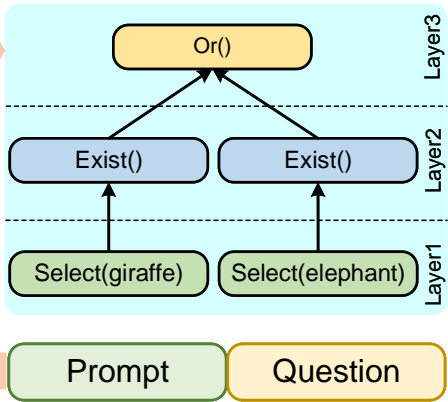 Or()
Layer3
Exist()
Exist()
Layer2
Select(giraffe)
Select(elephant)
Layer1
Prompt
Question